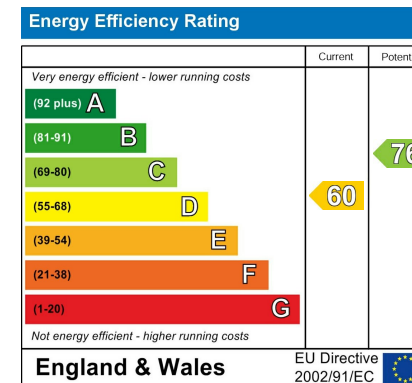 Energy Efficiency Rating
Current Potent
Very energy efficient - lower running costs
(92 plus) A
(81-91) B
(69-80) C
(55-68) D
(39-54) E
(21-38) F
(1-20) G
60
76
Not energy efficient - higher running costs
England & Wales
EU Directive
2002/91/EC